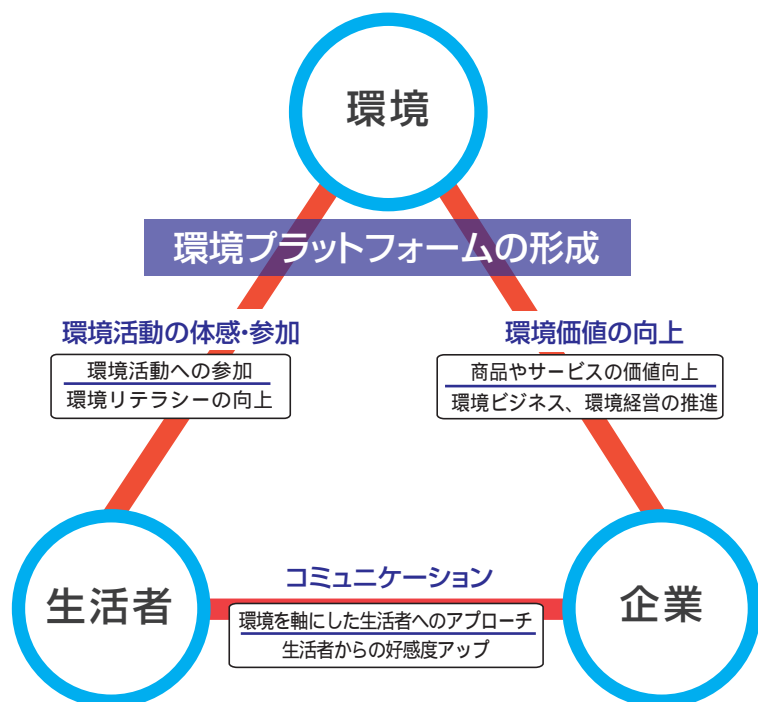 環境
環境プラットフォームの形成
環境活動の体感・参加
環境活動への参加
環境リテラシーの向上
環境価値の向上
商品やサービスの価値向上
環境ビジネス、環境経営の推進
生活者
コミュニケーション
環境を軸にした生活者へのアプローチ
生活者からの好感度アップ
企業